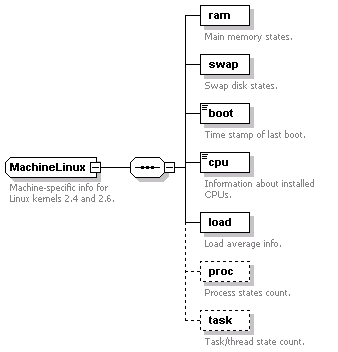 ram
Main memory states.
swap
Swap disk states.
boot
Time stamp of last boot.
MachineLinux
Machine-specific info for
Linux kernels 2.4 and 2.6.
cpu
Information about installed
CPUs.
load
Load average info.
proc
Process states count.
task
Task/thread state count.